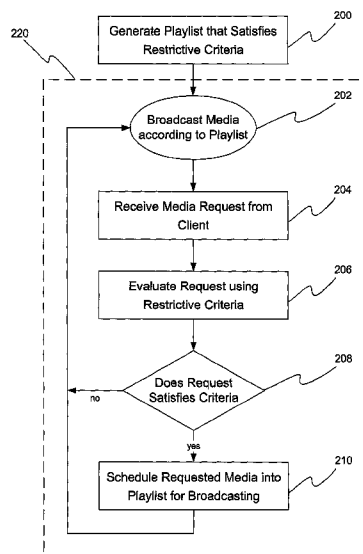 200
220
Generate Playlist that Satisfies
Restrictive Criteria
202
Broadcast Media
according to Playlist
204
Receive Media Request from
Client
206
Evaluate Request using
Restrictive Criteria
208
Does Request
Satisfies Criteria
no
yes
210
Schedule Requested Media into
Playlist for Broadcasting